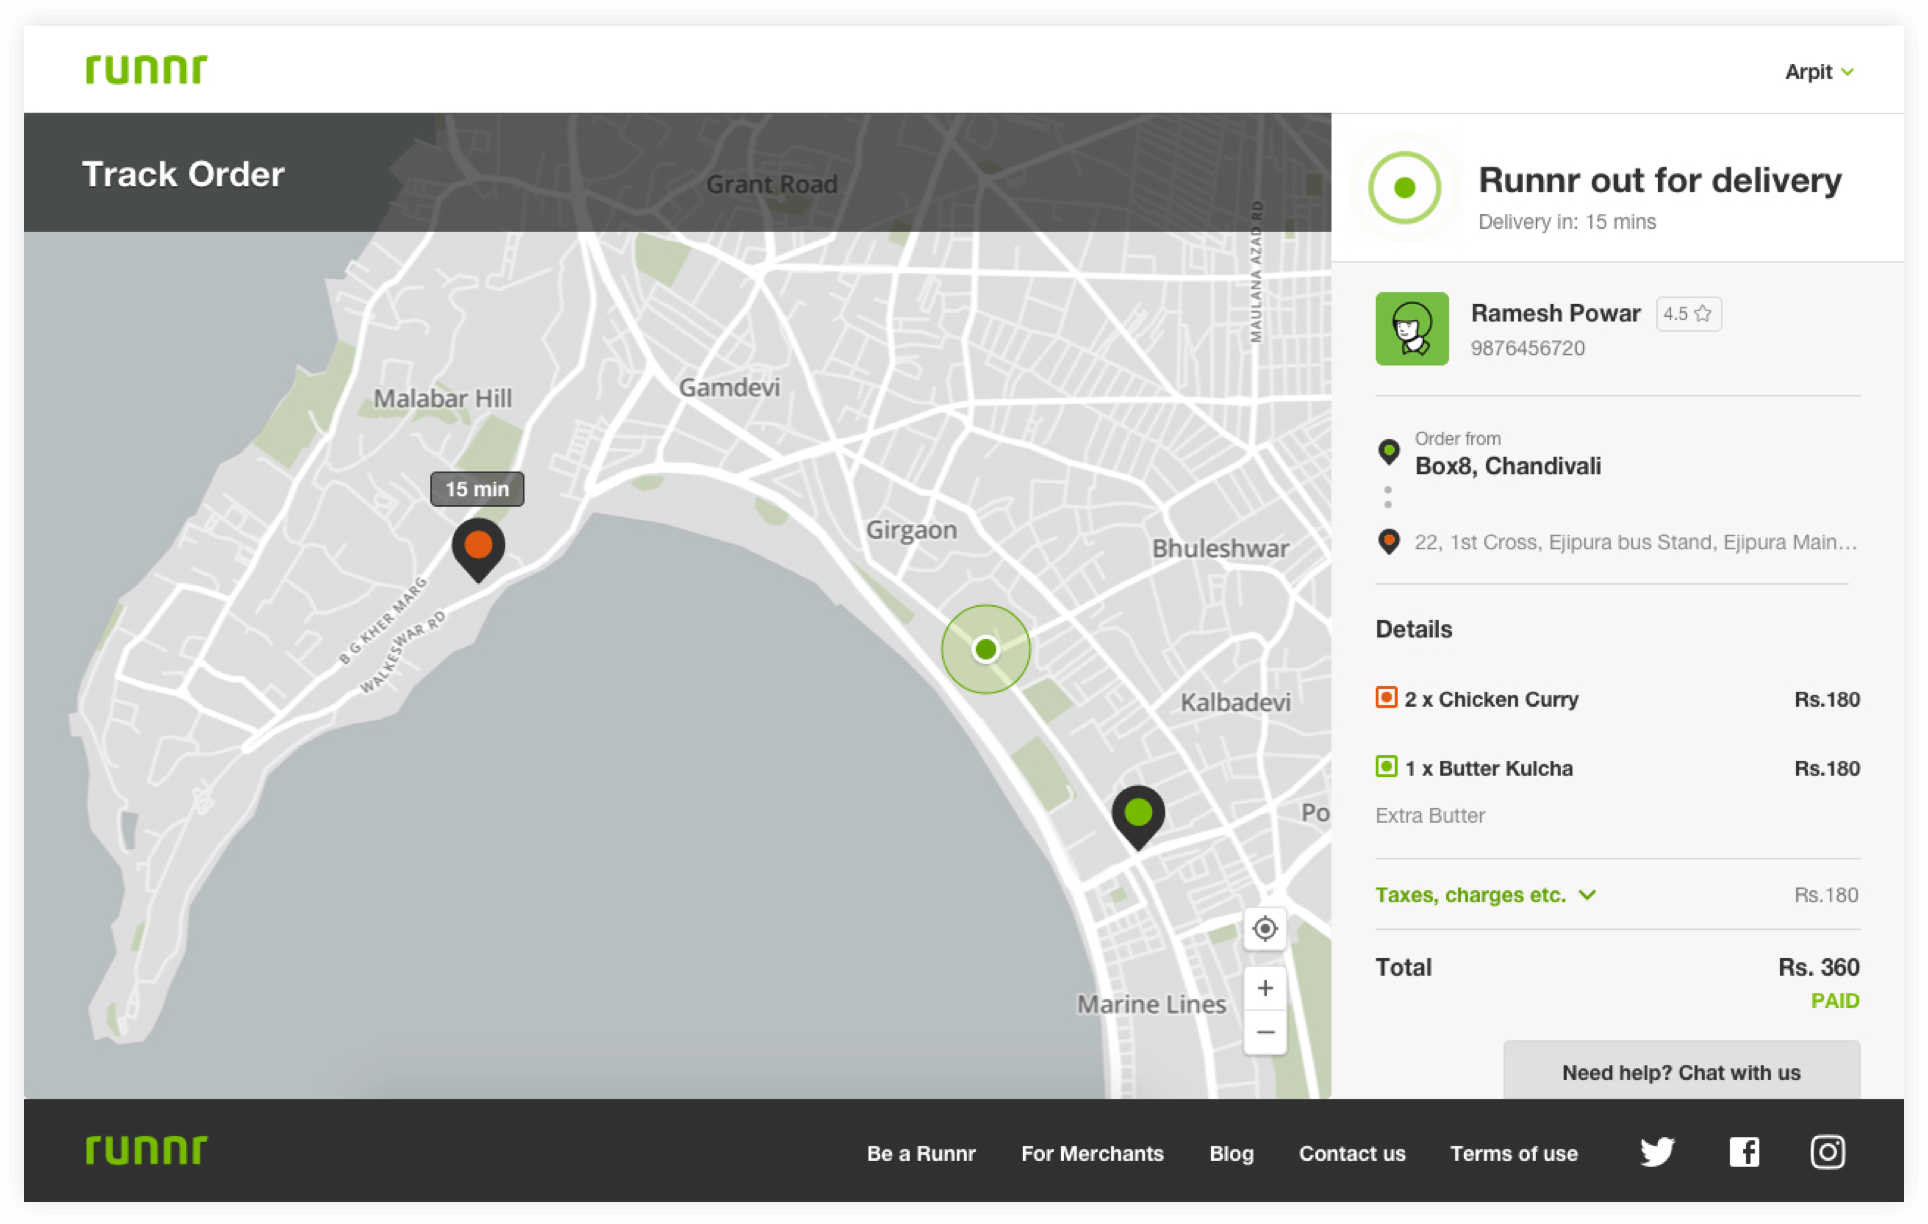 runnr
Arpit
Track Order
Grant Road
MAULANA AZAD RD
Malabar Hill
Gamdevi
15 min
Girgaon
Bhuleshwar
B G KHER MARG
WALKESWAR RD
Kalbadevi
Po
Marine Lines
+
−
Runnr out for delivery
Delivery in: 15 mins
Ramesh Powar 4.5
9876456720
Order from
Box8, Chandivali
22, 1st Cross, Ejipura bus Stand, Ejipura Main...
Details
2 x Chicken Curry Rs.180
1 x Butter Kulcha Rs.180
Extra Butter
Taxes, charges etc. Rs.180
Total Rs. 360
PAID
Need help? Chat with us
runnr
Be a Runnr For Merchants Blog Contact us Terms of use